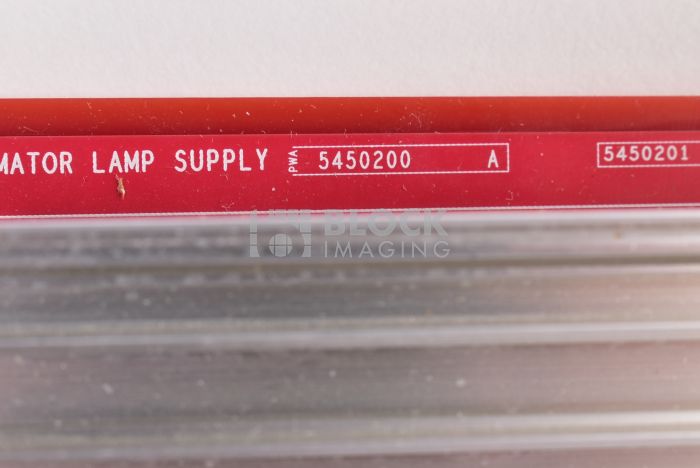 MATOR LAMP SUPPLY PWA 5450200 A 5450201
BLOCK
IMAGING